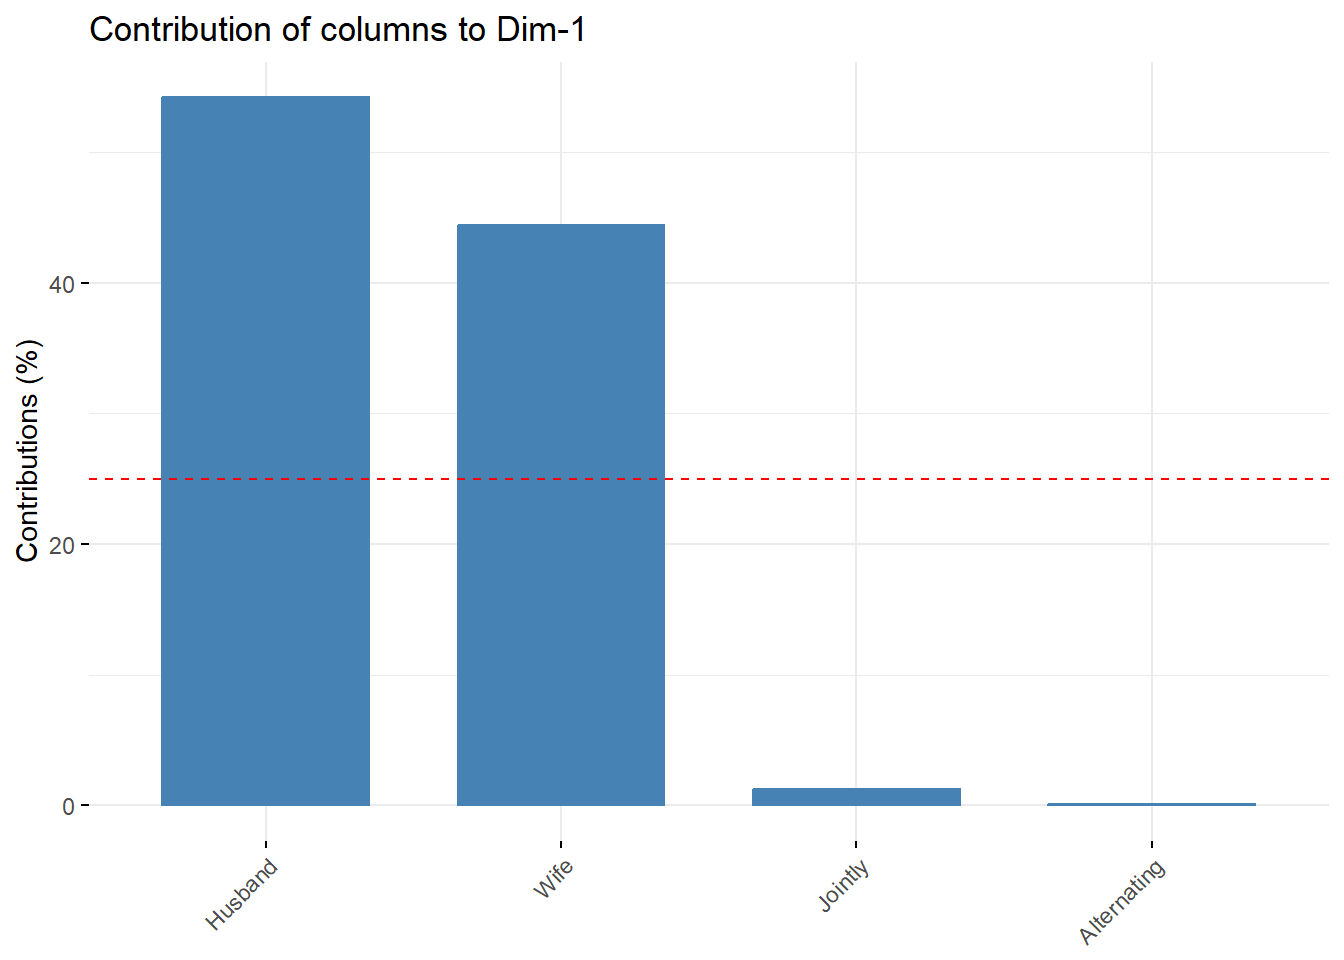 Contribution of columns to Dim-1
Contributions (%)
40
20
0
Husband
Wife
Jointly
Alternating